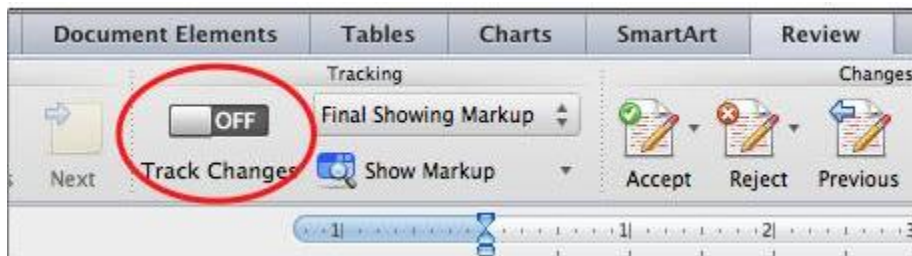 Document Elements Tables Charts SmartArt Review
Tracking Changes
OFF Final Showing Markup
Next Track Changes Show Markup Accept Reject Previous
1 1 2 3